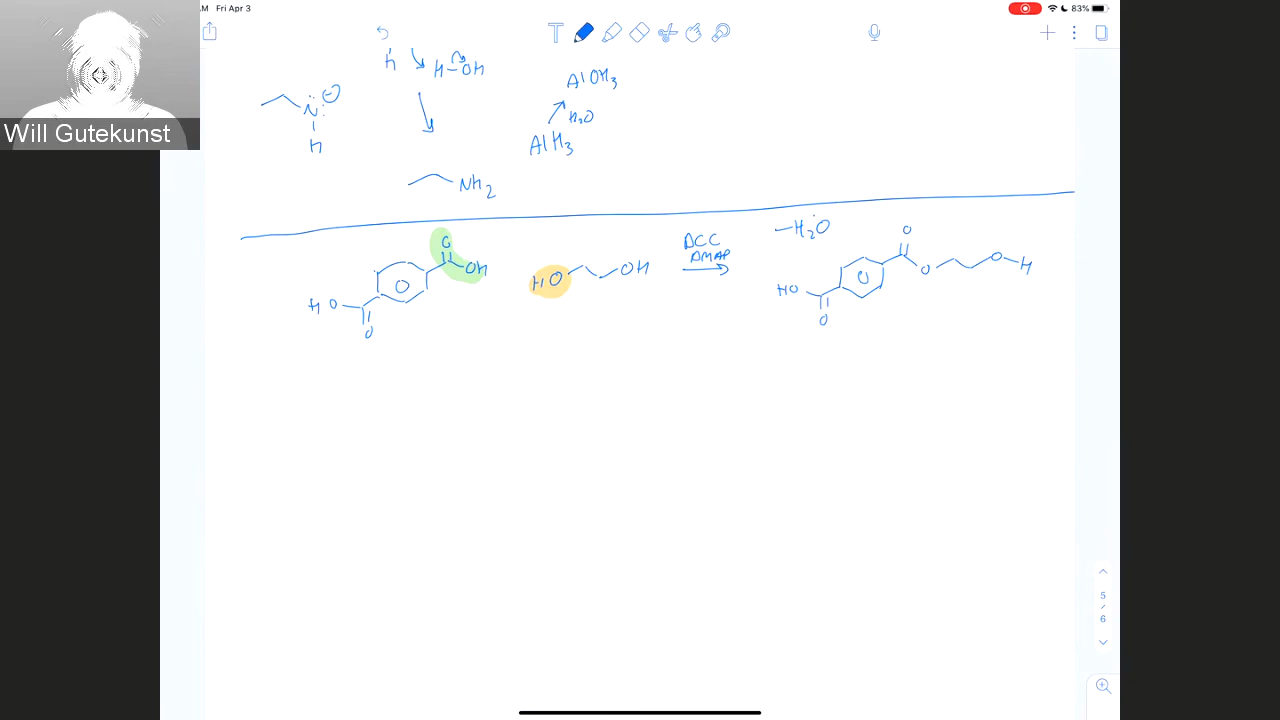 AM Fri Apr 3
83%
Will Gutekunst
T
H H-OH
AlOH3
N
H
H2O
AlH3
NH2
DCC
DMAP
-H2O
O
OH
HO
O
HO OH
O
O O-H
HO
O
5
/
6